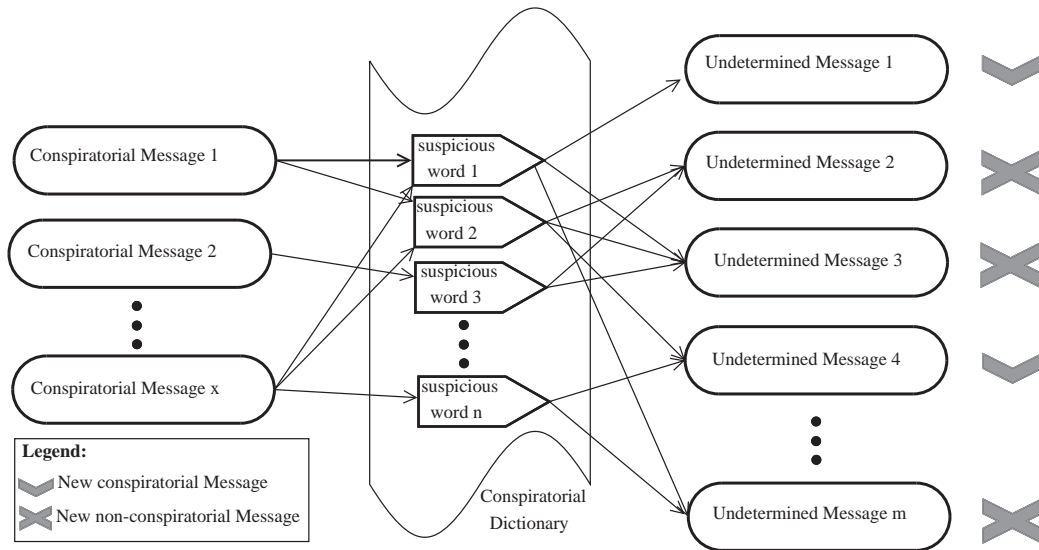 Conspiratorial Message 1
Conspiratorial Message 2
Conspiratorial Message x
suspicious
word 1
suspicious
word 2
suspicious
word 3
suspicious
word n
Conspiratorial
Dictionary
Undetermined Message 1
Undetermined Message 2
Undetermined Message 3
Undetermined Message 4
Undetermined Message m
Legend:
New conspiratorial Message
New non-conspiratorial Message